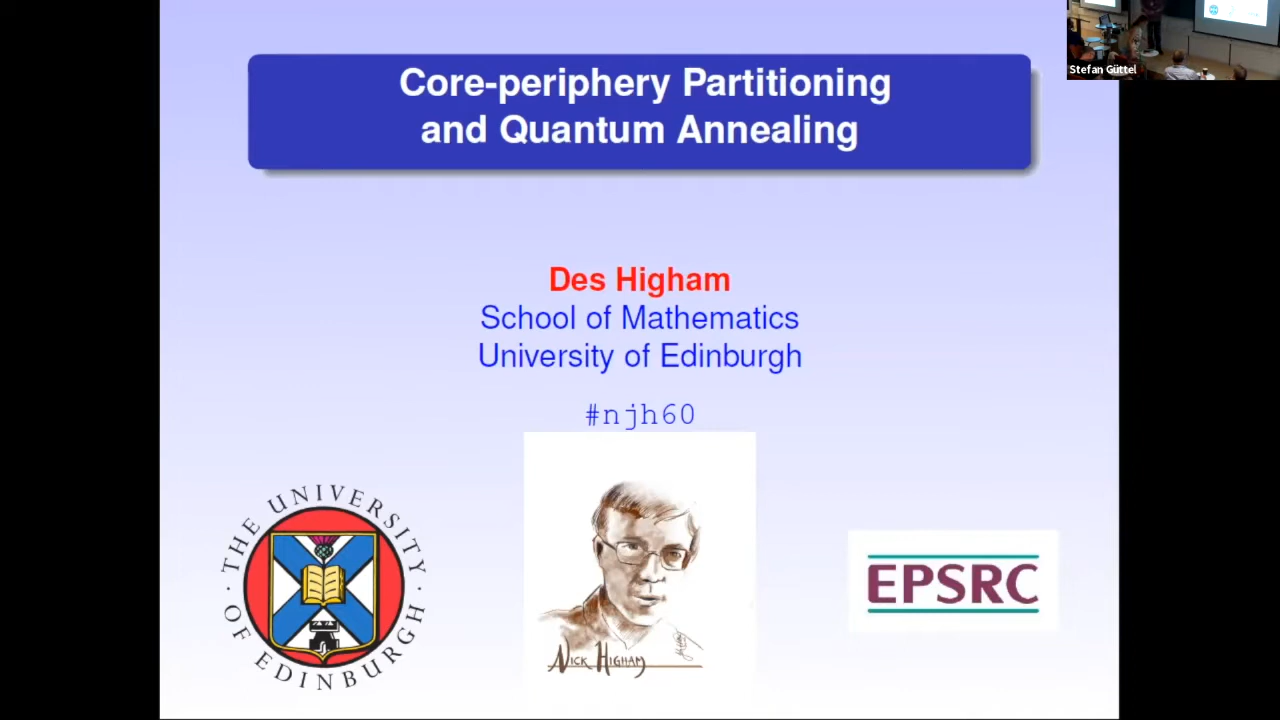 Core-periphery Partitioning
and Quantum Annealing
Stefan Güttel
Des Higham
School of Mathematics
University of Edinburgh
#njh60
· THE UNIVERSITY ·
OF EDINBURGH
NICK HIGHAM
EPSRC